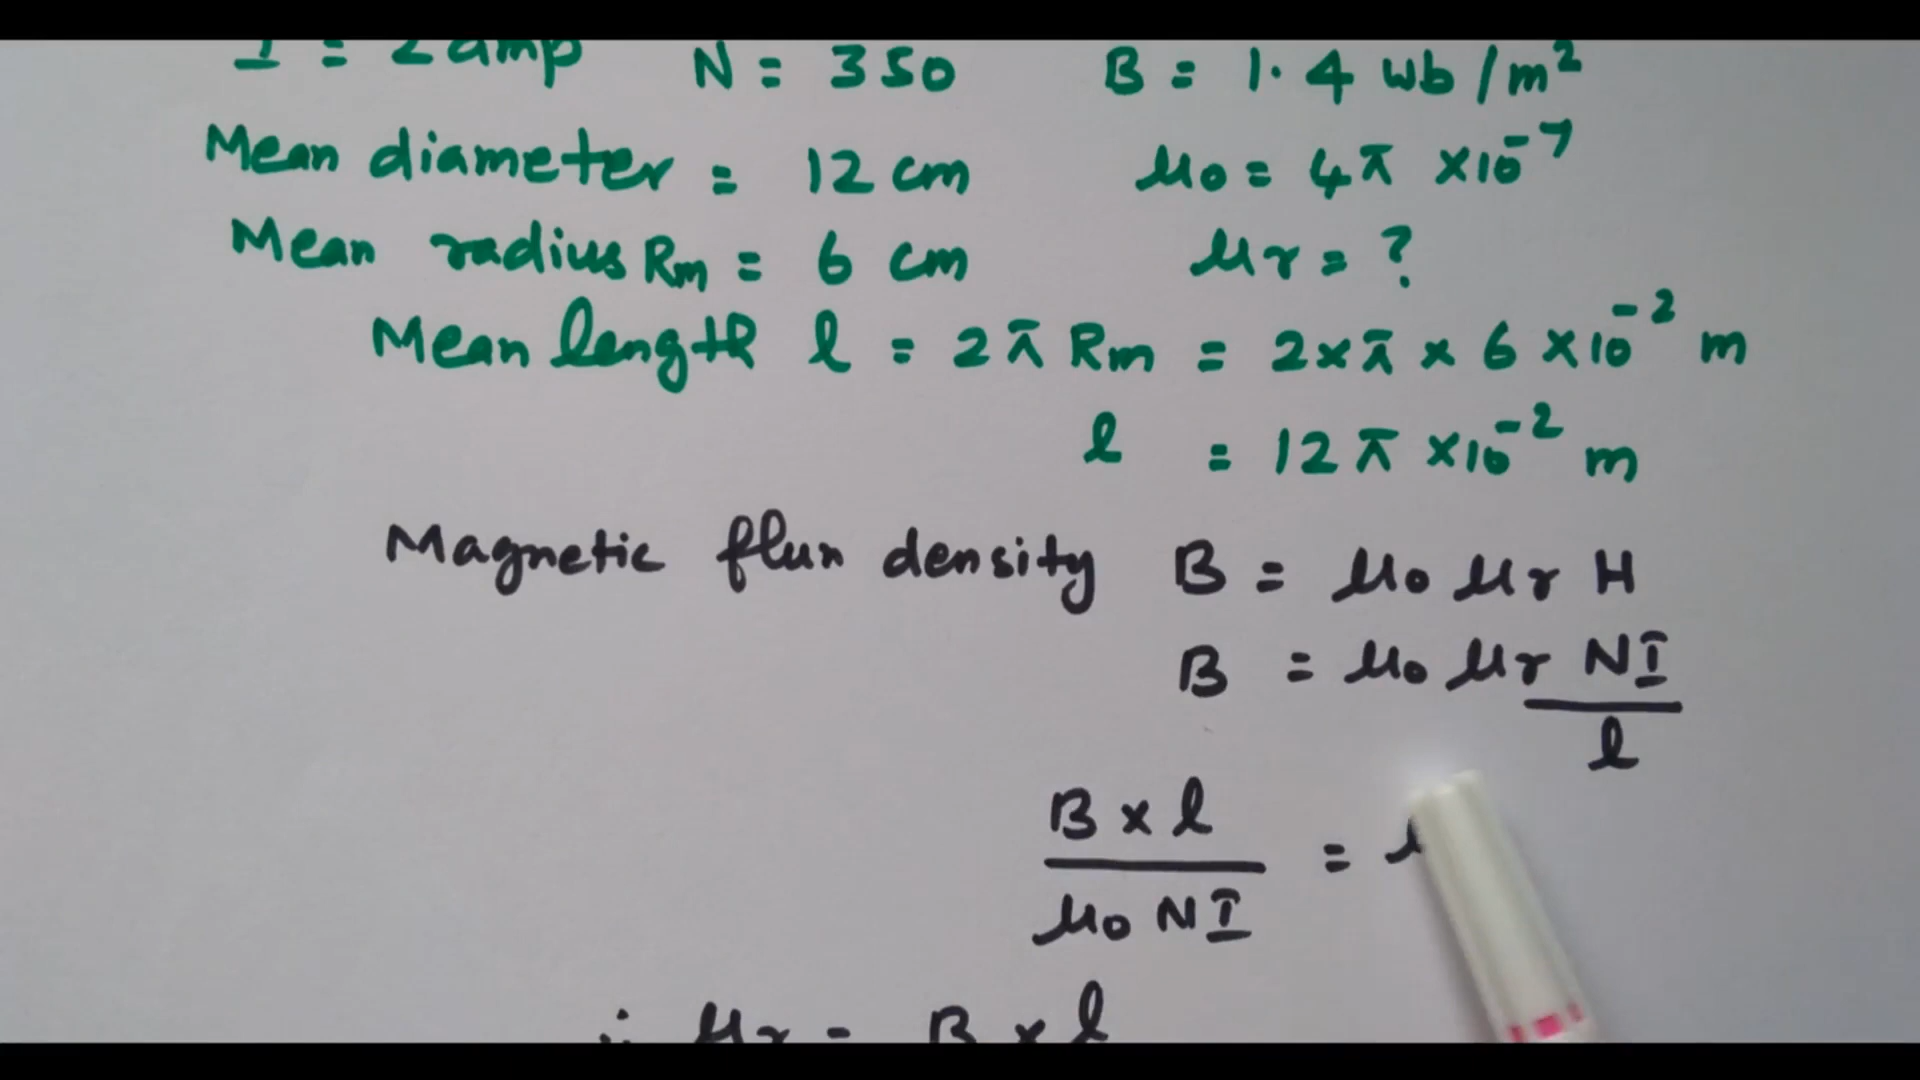 I = 2 amp N = 350 B = 1.4 wb/m²
Mean diameter = 12 cm μ₀ = 4π ×10⁻⁷
Mean radius Rm = 6 cm μr = ?
Mean length l = 2π Rm = 2×π × 6 ×10⁻² m
l = 12π ×10⁻² m
Magnetic flux density B = μ₀ μr H
B = μ₀ μr NI
l
B × l
=
μ₀ NI
∴ μr = B × l